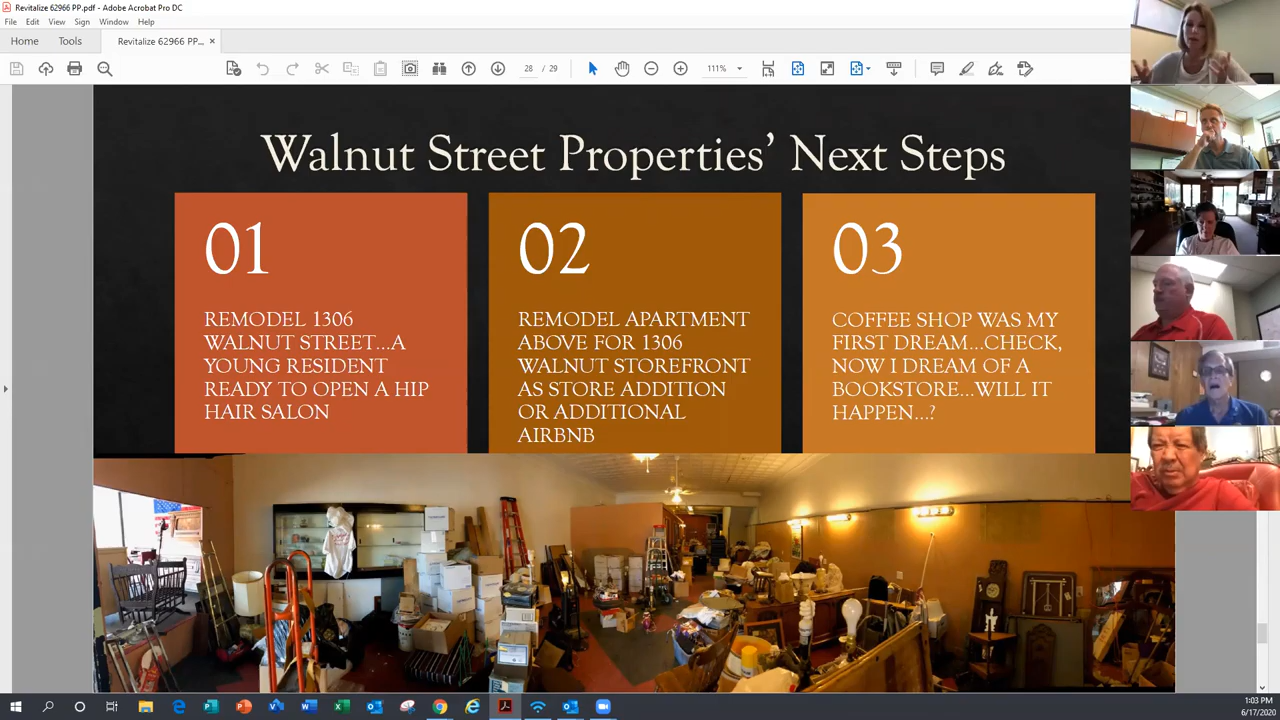 Revitalize 62966 PP.pdf - Adobe Acrobat Pro DC
File Edit View Sign Window Help
Home Tools Revitalize 62966 PP... ×
28 / 29 111%
Walnut Street Properties' Next Steps
01
REMODEL 1306
WALNUT STREET...A
YOUNG RESIDENT
READY TO OPEN A HIP
HAIR SALON
02
REMODEL APARTMENT
ABOVE FOR 1306
WALNUT STOREFRONT
AS STORE ADDITION
OR ADDITIONAL
AIRBNB
03
COFFEE SHOP WAS MY
FIRST DREAM...CHECK,
NOW I DREAM OF A
BOOKSTORE...WILL IT
HAPPEN...?
1:03 PM
6/17/2020